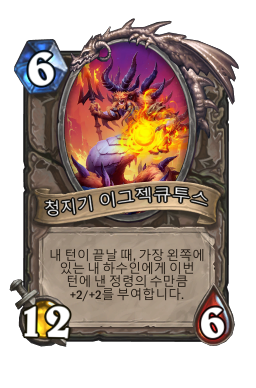 6
청지기 이그젝큐투스
내 턴이 끝날 때, 가장 왼쪽에
있는 내 하수인에게 이번
턴에 낸 정령의 수만큼
+2/+2를 부여합니다.
12
6